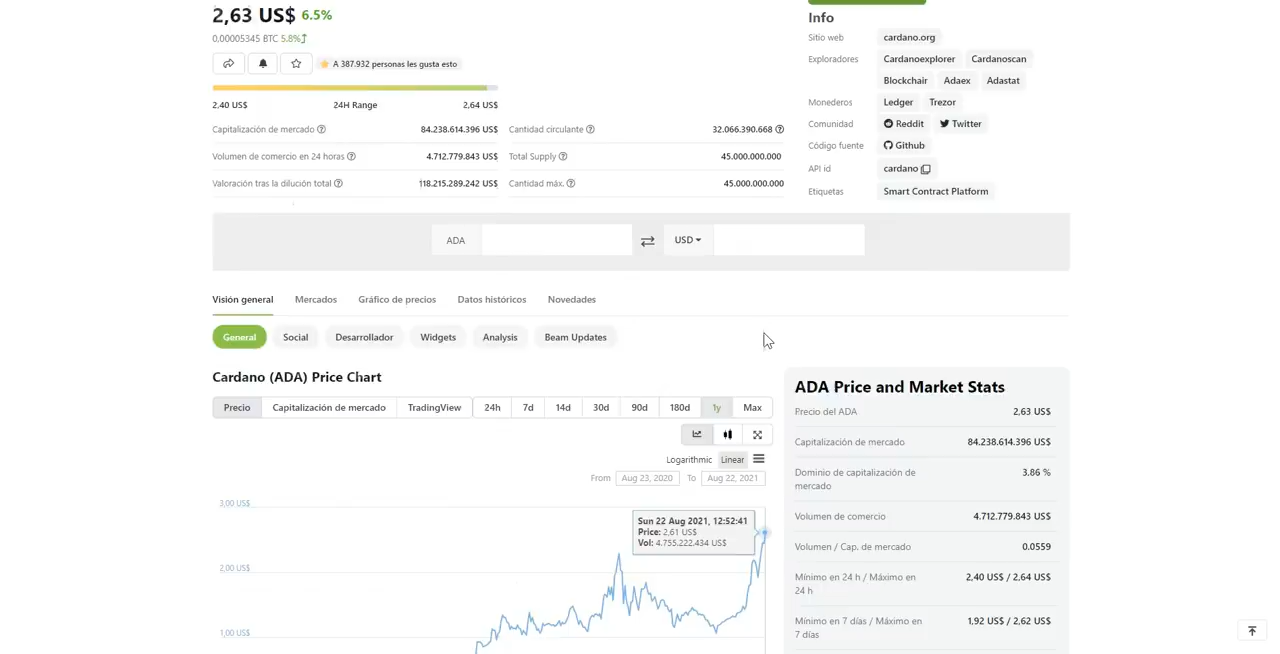 2,63 US$ 6.5%
0,00005345 BTC 5.8%
A 387.932 personas les gusta esto
2,40 US$ 24H Range 2,64 US$
Capitalización de mercado 84.238.614.396 US$ Cantidad circulante 32.066.390.668
Volumen de comercio en 24 horas 4.712.779.843 US$ Total Supply 45.000.000.000
Valoración tras la dilución total 118.215.289.242 US$ Cantidad máx. 45.000.000.000
Info
Sitio web cardano.org
Exploradores Cardanoexplorer Cardanoscan
Blockchair Adaex Adastat
Monederos Ledger Trezor
Comunidad Reddit Twitter
Código fuente Github
API id cardano
Etiquetas Smart Contract Platform
ADA USD
Visión general Mercados Gráfico de precios Datos históricos Novedades
General Social Desarrollador Widgets Analysis Beam Updates
Cardano (ADA) Price Chart
Precio Capitalización de mercado TradingView 24h 7d 14d 30d 90d 180d 1y Max
Logarithmic Linear
From Aug 23, 2020 To Aug 22, 2021
3,00 US$
Sun 22 Aug 2021, 12:52:41
Price: 2,61 US$
Vol: 4.755.222.434 US$
2,00 US$
1,00 US$
ADA Price and Market Stats
Precio del ADA 2,63 US$
Capitalización de mercado 84.238.614.396 US$
Dominio de capitalización de 3.86 %
mercado
Volumen de comercio 4.712.779.843 US$
Volumen / Cap. de mercado 0.0559
Mínimo en 24 h / Máximo en 2,40 US$ / 2,64 US$
24 h
Mínimo en 7 días / Máximo en 1,92 US$ / 2,62 US$
7 días